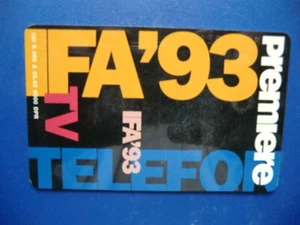 IFA'93
premiere
TV
IFA'93
TELEFON